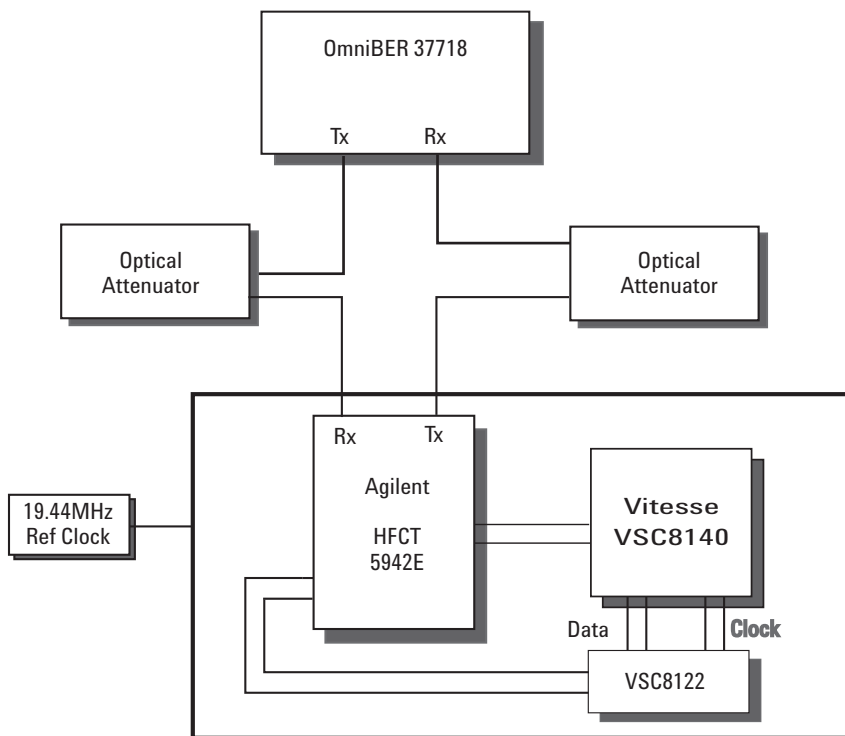 OmniBER 37718
Tx
Rx
Optical
Attenuator
Optical
Attenuator
Rx
Tx
Agilent
HFCT
5942E
19.44MHz
Ref Clock
Vitesse
VSC8140
Data
Clock
VSC8122